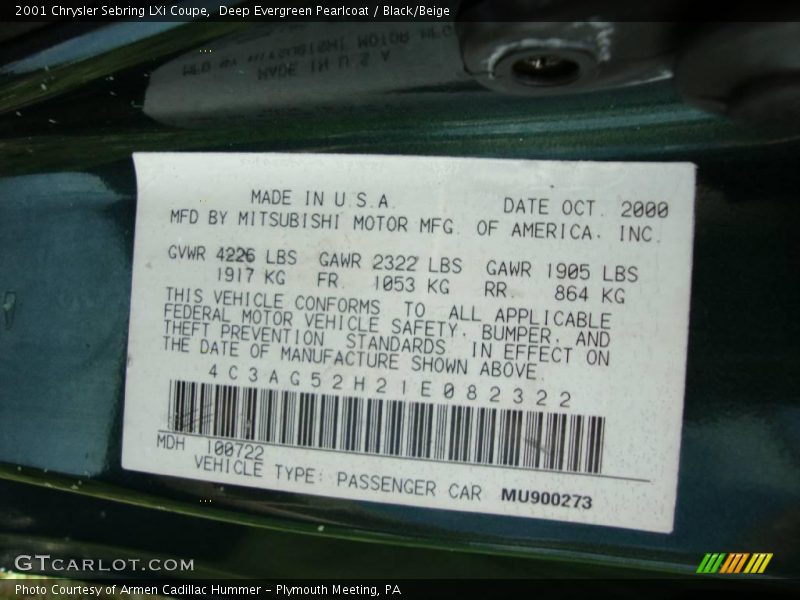 2001 Chrysler Sebring LXi Coupe,  Deep Evergreen Pearlcoat / Black/Beige
MADE IN U.S.A. DATE OCT. 2000
MFD BY MITSUBISHI MOTOR MFG. OF AMERICA. INC.
GVWR 4226 LBS GAWR 2322 LBS GAWR 1905 LBS
1917 KG FR. 1053 KG RR. 864 KG
THIS VEHICLE CONFORMS TO ALL APPLICABLE
FEDERAL MOTOR VEHICLE SAFETY, BUMPER, AND
THEFT PREVENTION STANDARDS IN EFFECT ON
THE DATE OF MANUFACTURE SHOWN ABOVE.
4C3AG52H21E082322
MDH 100722
VEHICLE TYPE: PASSENGER CAR MU900273
GTCARLOT.COM
Photo Courtesy of Armen Cadillac Hummer - Plymouth Meeting, PA